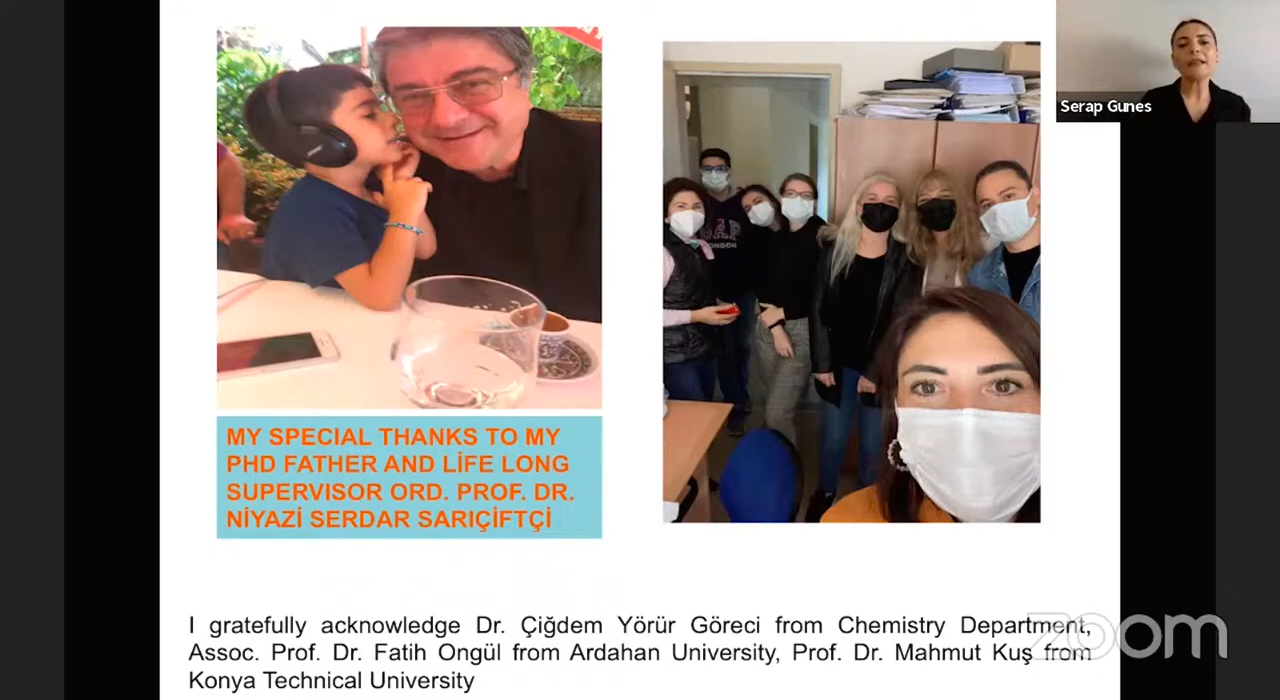 Serap Gunes
MY SPECIAL THANKS TO MY
PHD FATHER AND LİFE LONG
SUPERVISOR ORD. PROF. DR.
NİYAZİ SERDAR SARIÇİFTÇİ
I gratefully acknowledge Dr. Çiğdem Yörür Göreci from Chemistry Department,
Assoc. Prof. Dr. Fatih Ongül from Ardahan University, Prof. Dr. Mahmut Kuş from
Konya Technical University
zoom